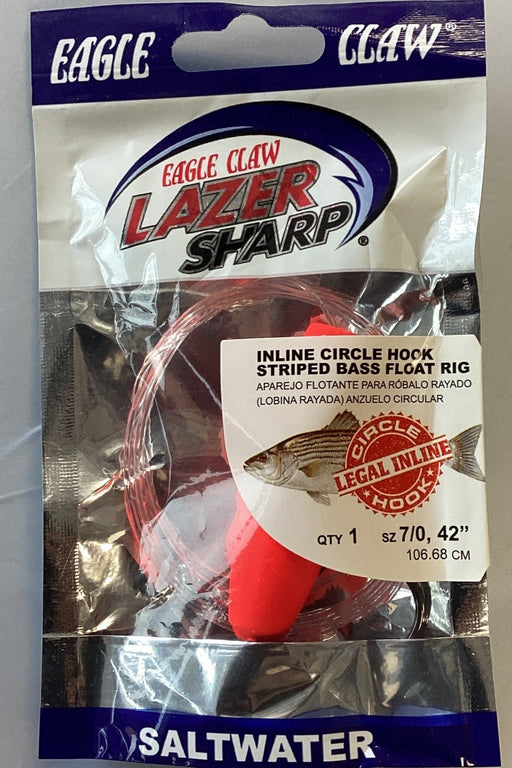 EAGLE CLAW®
EAGLE CLAW
LAZER
SHARP®
INLINE CIRCLE HOOK
STRIPED BASS FLOAT RIG
APAREJO FLOTANTE PARA RÓBALO RAYADO
(LOBINA RAYADA) ANZUELO CIRCULAR
CIRCLE
LEGAL INLINE
HOOK
QTY 1 SZ 7/0, 42”
106.68 CM
SALTWATER